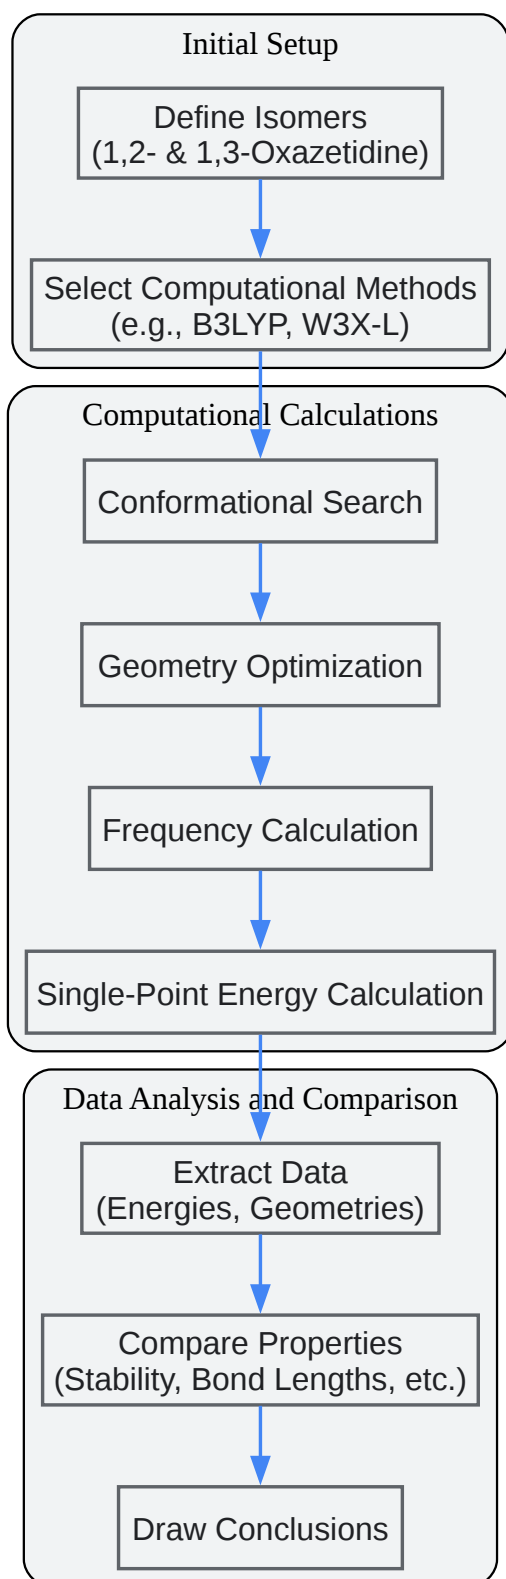 Initial Setup
Define Isomers
(1,2- & 1,3-Oxazetidine)
Select Computational Methods
(e.g., B3LYP, W3X-L)
Computational Calculations
Conformational Search
Geometry Optimization
Frequency Calculation
Single-Point Energy Calculation
Data Analysis and Comparison
Extract Data
(Energies, Geometries)
Compare Properties
(Stability, Bond Lengths, etc.)
Draw Conclusions